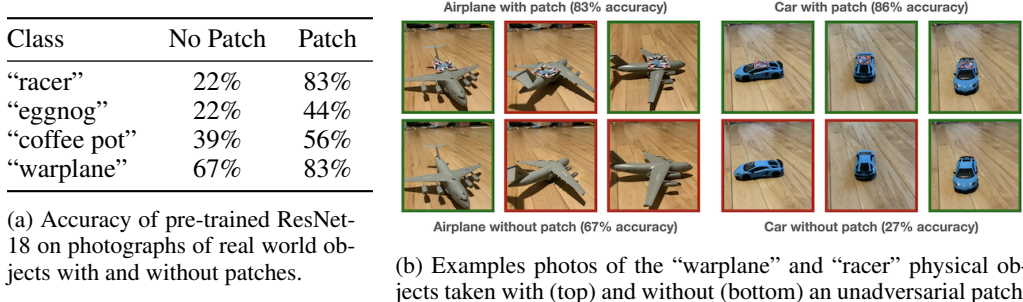 Class No Patch Patch
“racer” 22% 83%
“eggnog” 22% 44%
“coffee pot” 39% 56%
“warplane” 67% 83%
(a) Accuracy of pre-trained ResNet-
18 on photographs of real world ob-
jects with and without patches.
Airplane with patch (83% accuracy)
Car with patch (86% accuracy)
Airplane without patch (67% accuracy)
Car without patch (27% accuracy)
(b) Examples photos of the “warplane” and “racer” physical ob-
jects taken with (top) and without (bottom) an unadversarial patch